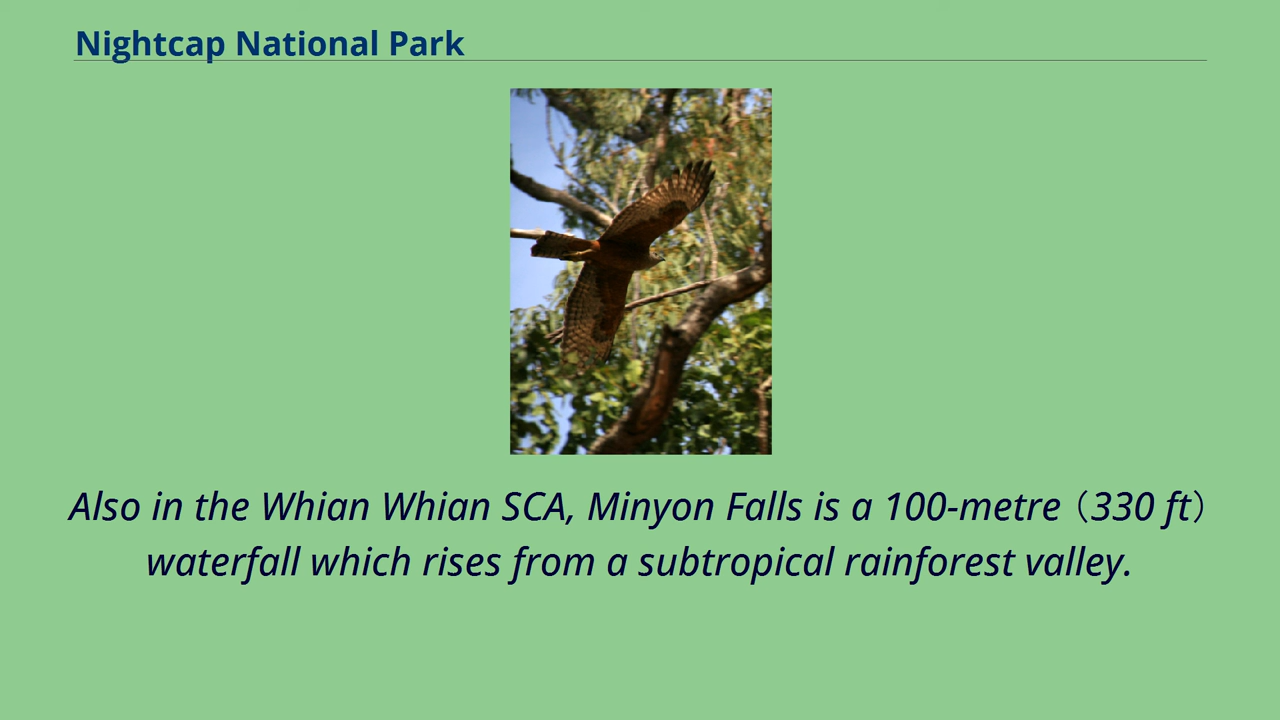 Nightcap National Park
Also in the Whian Whian SCA, Minyon Falls is a 100-metre（330 ft）
waterfall which rises from a subtropical rainforest valley.